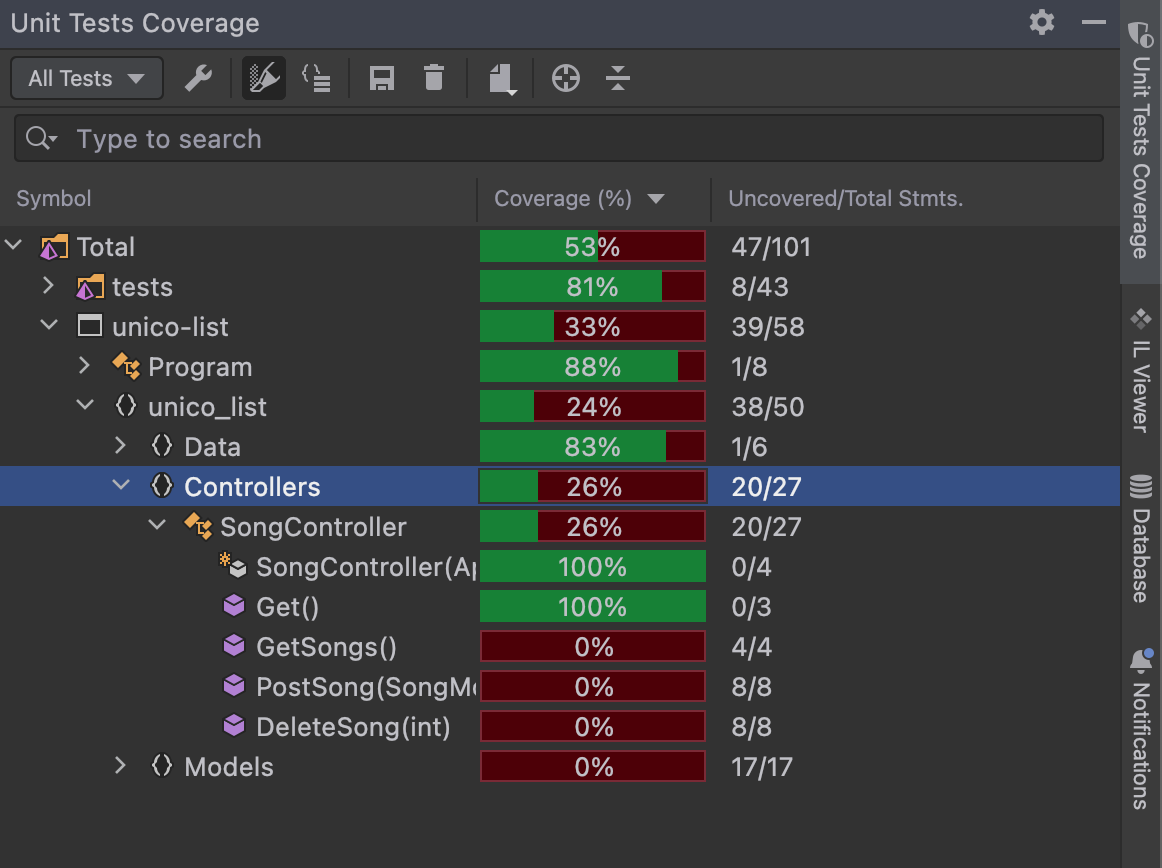 Unit Tests Coverage
All Tests
Type to search
Symbol Coverage (%) Uncovered/Total Stmts.
Total 53% 47/101
tests 81% 8/43
unico-list 33% 39/58
Program 88% 1/8
unico_list 24% 38/50
Data 83% 1/6
Controllers 26% 20/27
SongController 26% 20/27
SongController(Ap 100% 0/4
Get() 100% 0/3
GetSongs() 0% 4/4
PostSong(SongMo 0% 8/8
DeleteSong(int) 0% 8/8
Models 0% 17/17
Unit Tests Coverage
IL Viewer
Database
Notifications